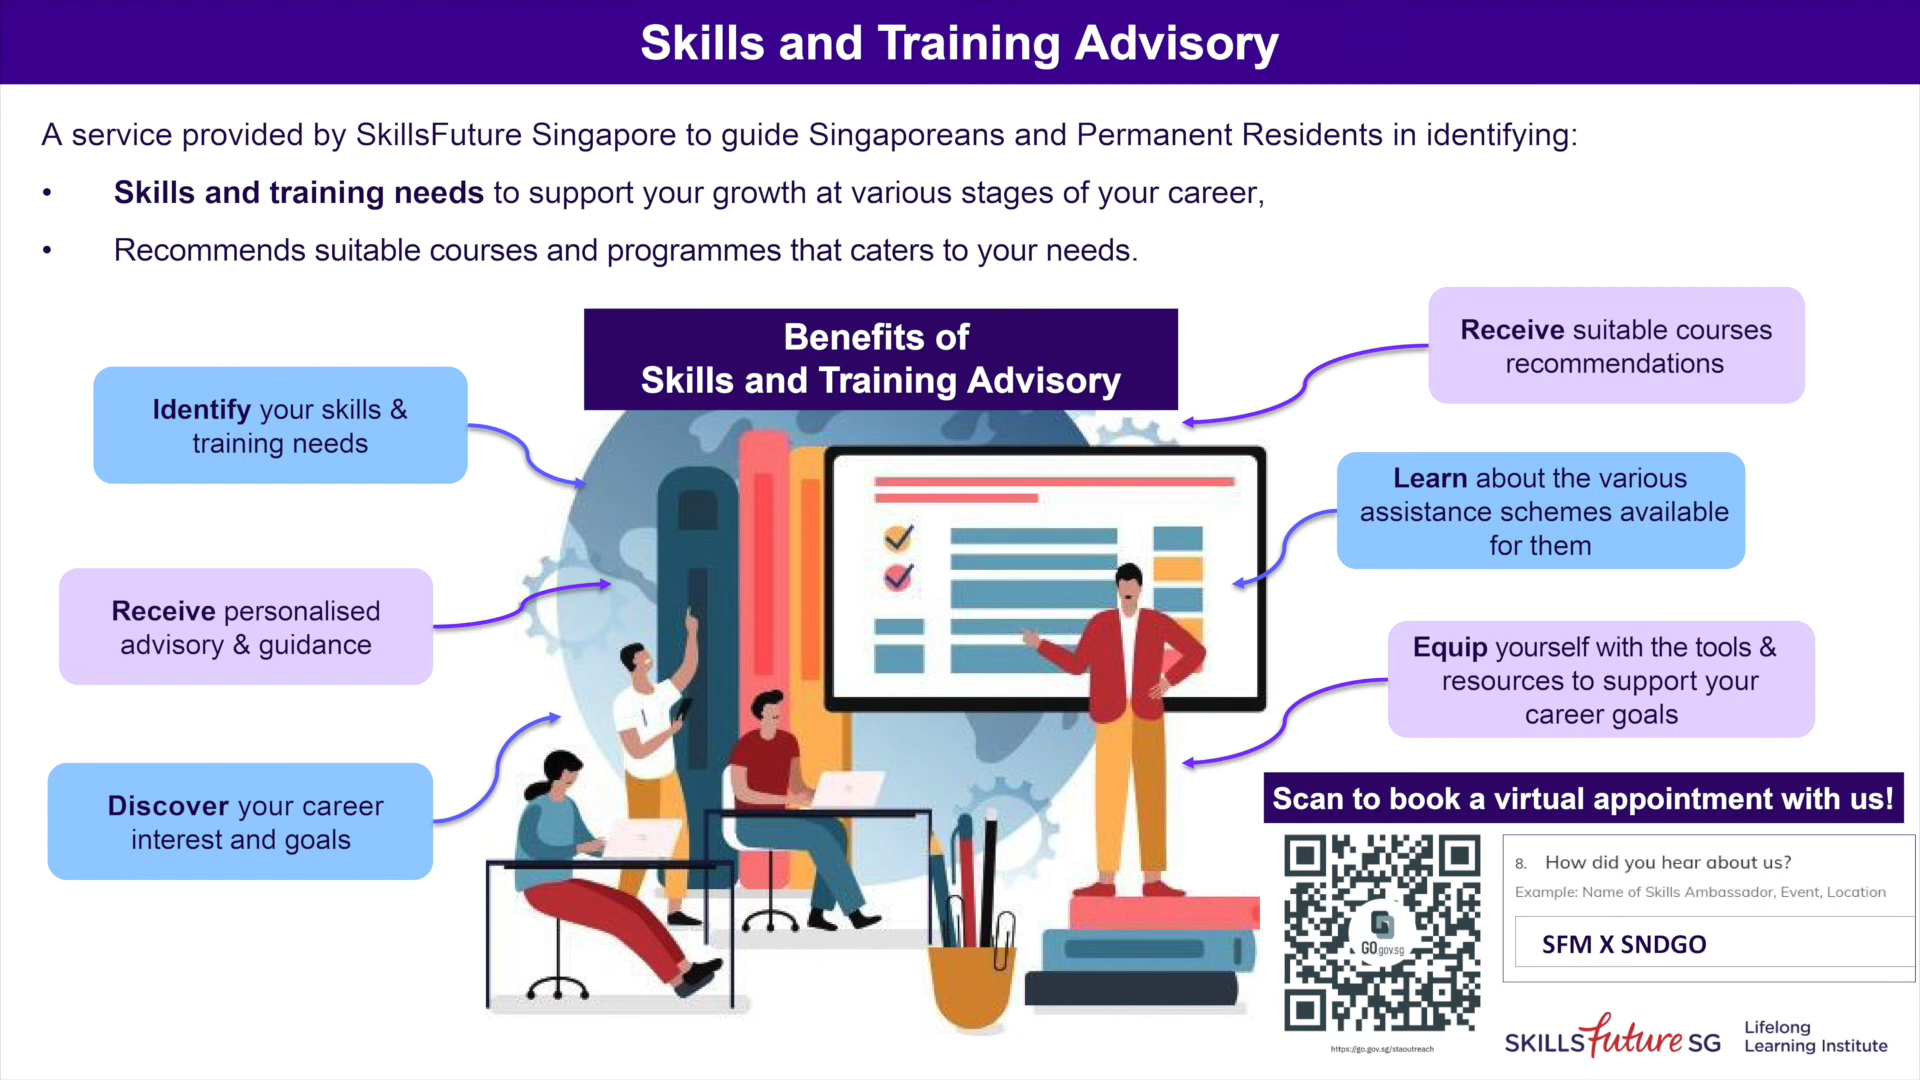 Skills and Training Advisory
A service provided by SkillsFuture Singapore to guide Singaporeans and Permanent Residents in identifying:
• Skills and training needs to support your growth at various stages of your career,
• Recommends suitable courses and programmes that caters to your needs.
Benefits of
Skills and Training Advisory
Identify your skills &
training needs
Receive personalised
advisory & guidance
Discover your career
interest and goals
Receive suitable courses
recommendations
Learn about the various
assistance schemes available
for them
Equip yourself with the tools &
resources to support your
career goals
Scan to book a virtual appointment with us!
GO.gov.sg
https://go.gov.sg/staoutreach
8. How did you hear about us?
Example: Name of Skills Ambassador, Event, Location
SFM X SNDGO
SKILLSfuture SG
Lifelong
Learning Institute